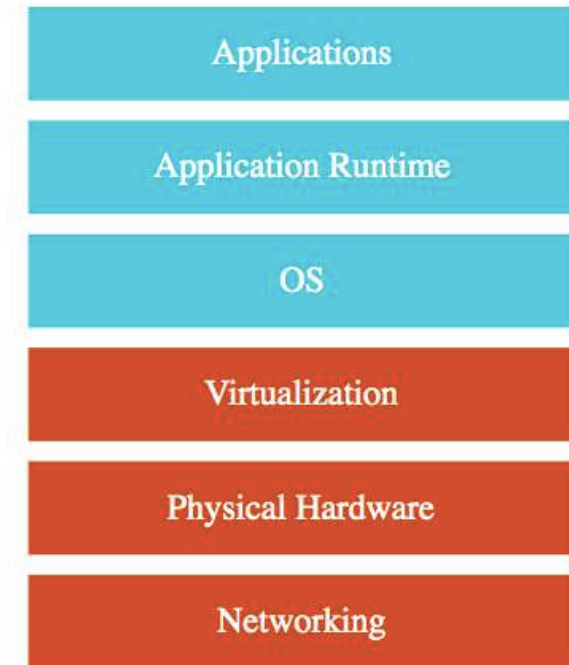 Applications
Application Runtime
OS
Virtualization
Physical Hardware
Networking